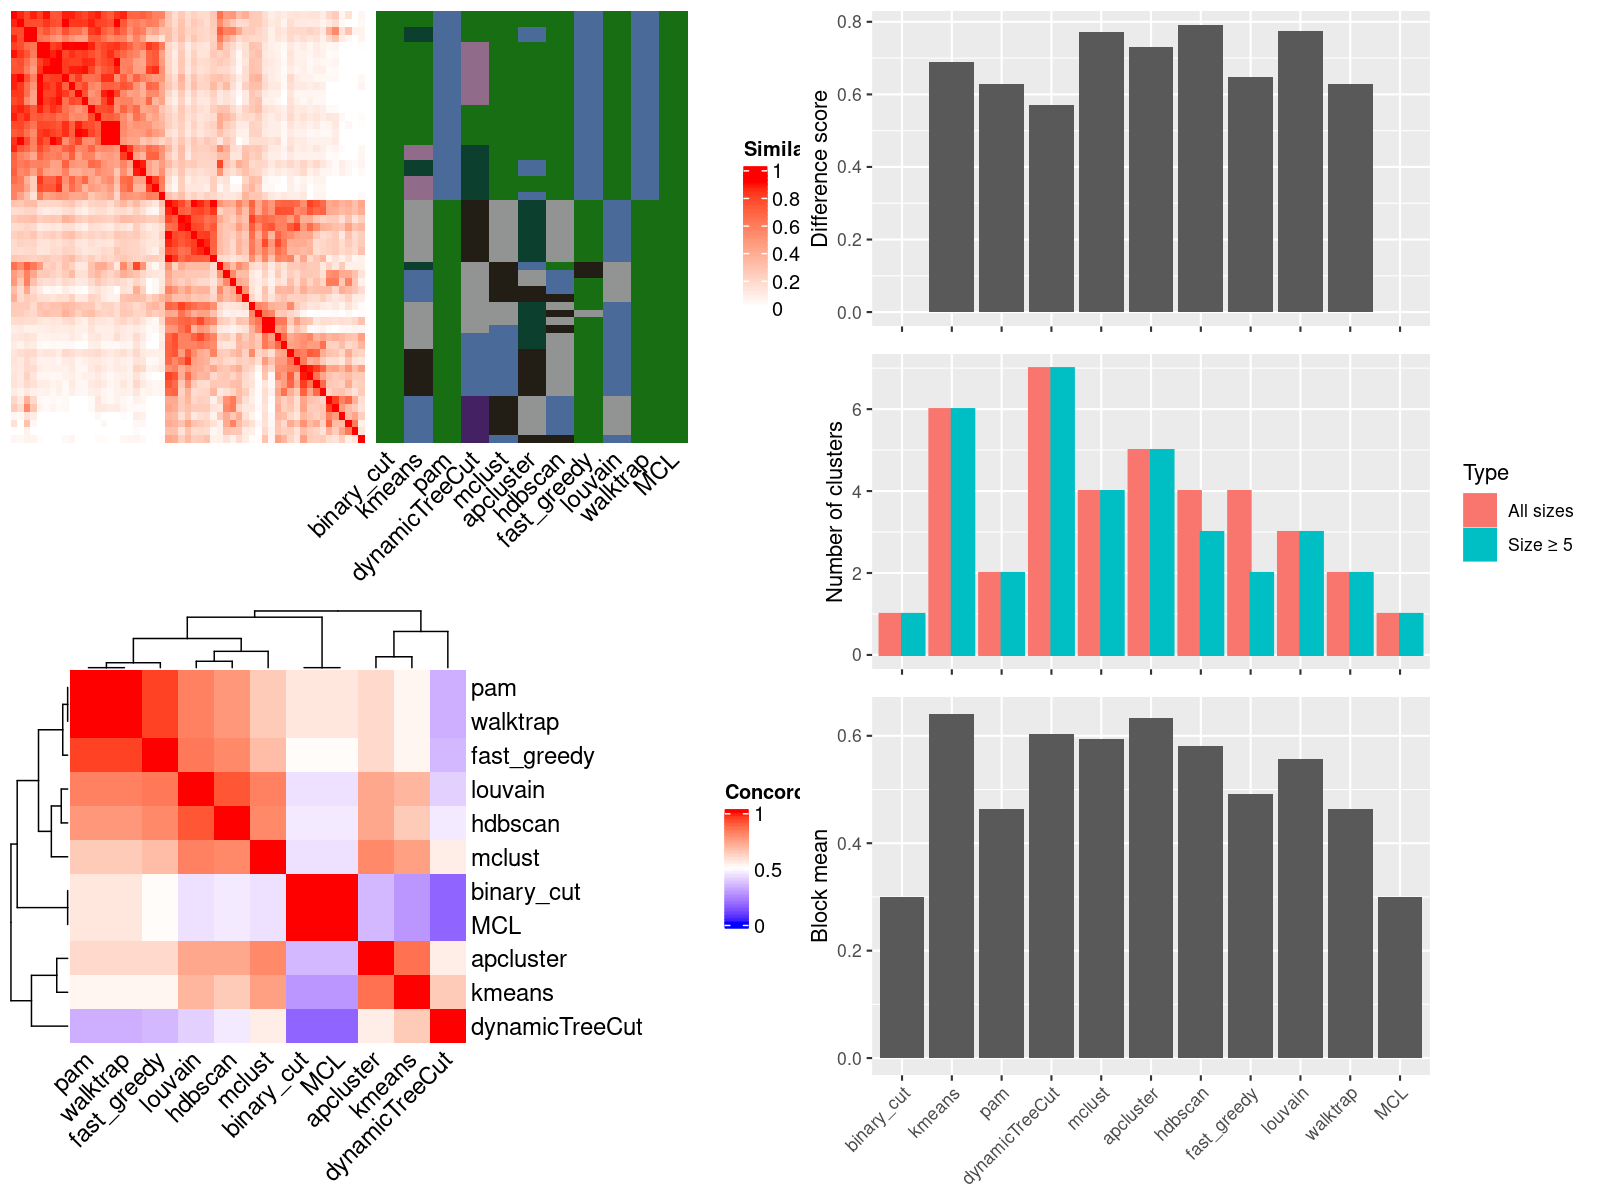 Simila
1
0.8
0.6
0.4
0.2
0
binary_cut
kmeans
pam
dynamicTreeCut
mclust
apcluster
hdbscan
fast_greedy
louvain
walktrap
MCL
pam
walktrap
fast_greedy
louvain
hdbscan
mclust
binary_cut
MCL
apcluster
kmeans
dynamicTreeCut
pam
walktrap
fast_greedy
louvain
hdbscan
mclust
binary_cut
MCL
apcluster
kmeans
dynamicTreeCut
Concord
1
0.5
0
Difference score
0.8
0.6
0.4
0.2
0.0
Number of clusters
6
4
2
0
Type
All sizes
Size ≥ 5
Block mean
0.6
0.4
0.2
0.0
binary_cut
kmeans
pam
dynamicTreeCut
mclust
apcluster
hdbscan
fast_greedy
louvain
walktrap
MCL